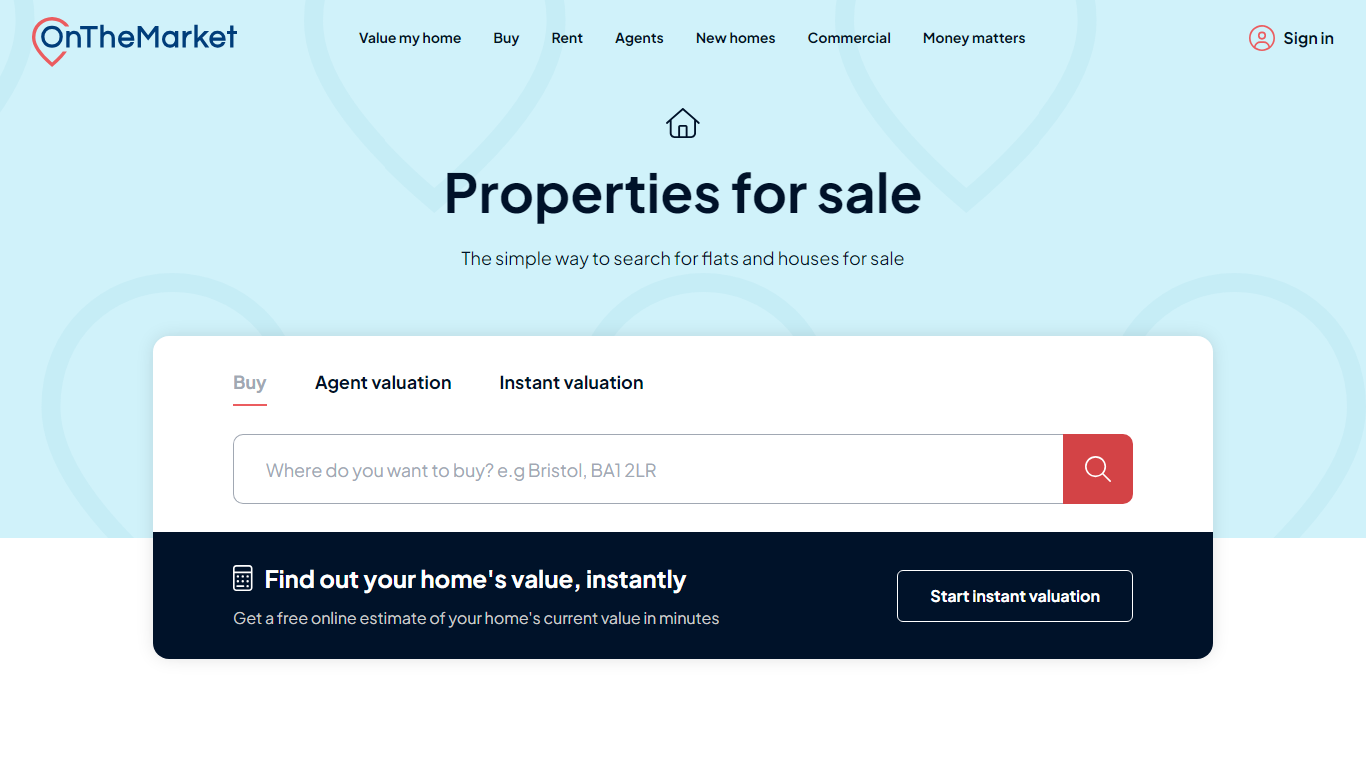 OnTheMarket
Value my home Buy Rent Agents New homes Commercial Money matters
Sign in
Properties for sale
The simple way to search for flats and houses for sale
Buy Agent valuation Instant valuation
Where do you want to buy? e.g Bristol, BA1 2LR
Find out your home's value, instantly
Get a free online estimate of your home's current value in minutes
Start instant valuation